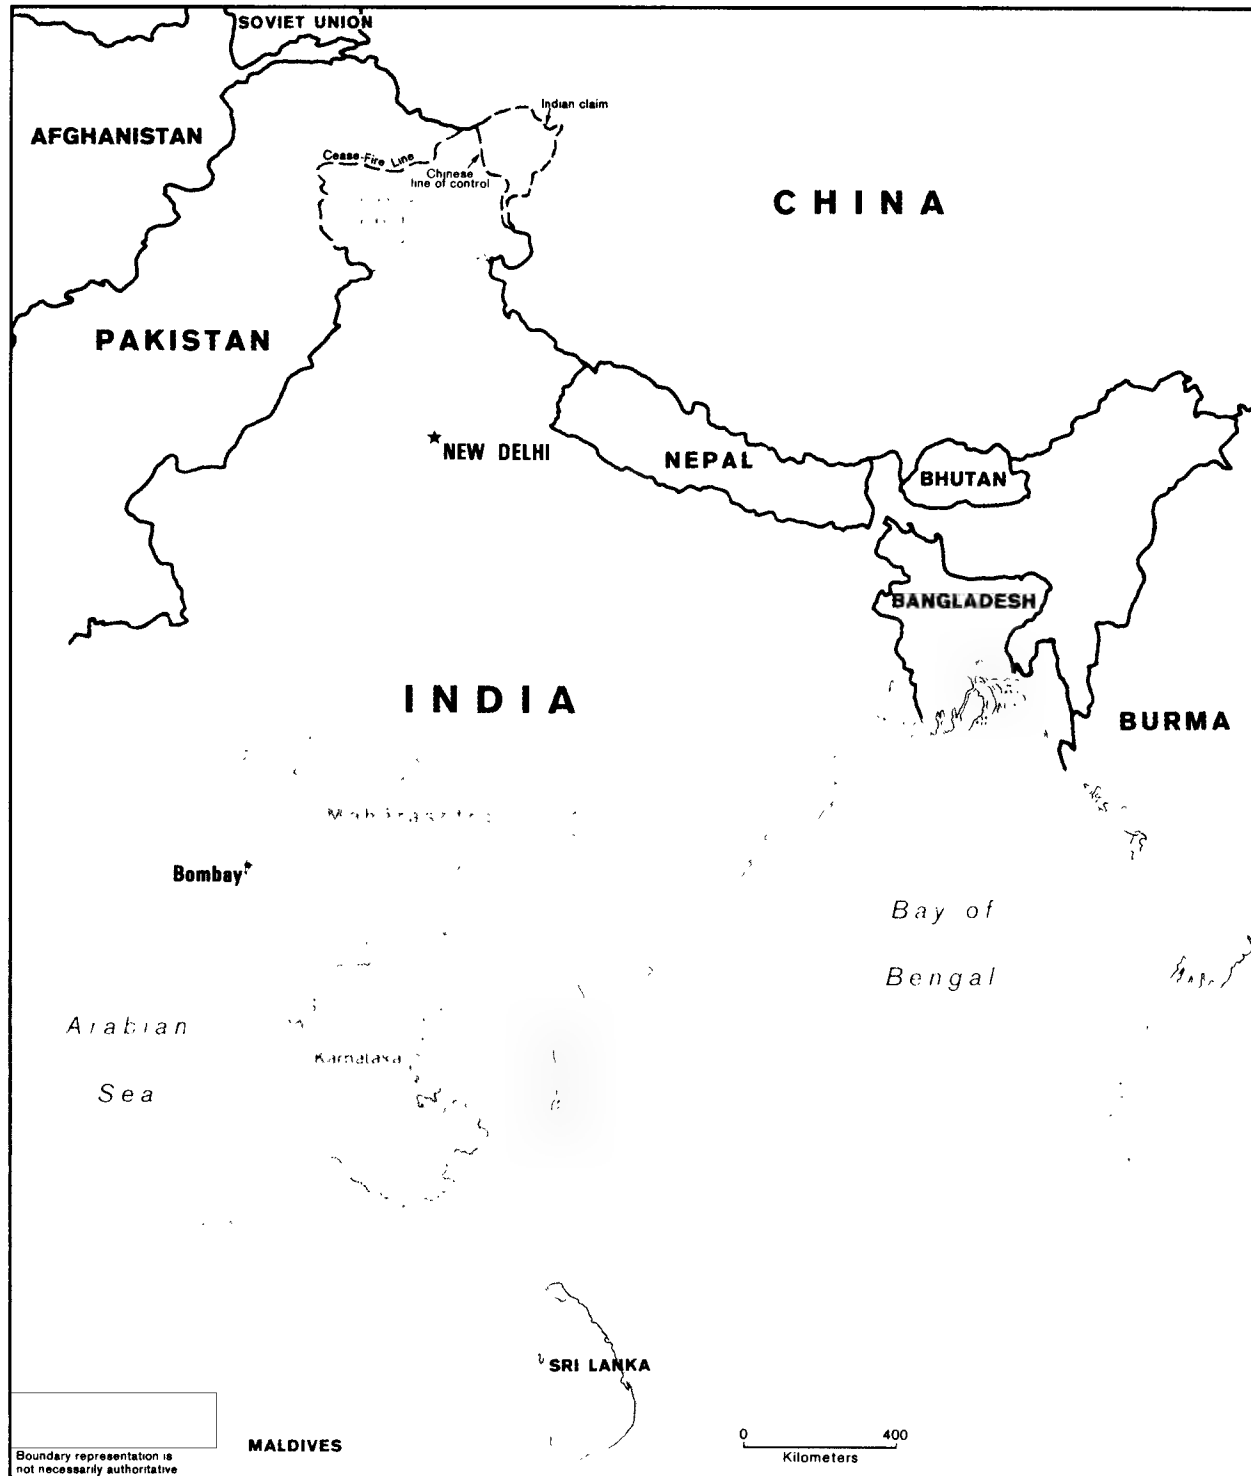 SOVIET UNION
Indian claim
AFGHANISTAN
Cease-Fire Line
Chinese
line of control
CHINA
PAKISTAN
NEW DELHI
NEPAL
BHUTAN
BANGLADESH
INDIA
BURMA
Maharashtra
Bombay
Bay of
Bengal
Arabian
Sea
Karnataka
SRI LANKA
MALDIVES
0 400
Kilometers
Boundary representation is
not necessarily authoritative